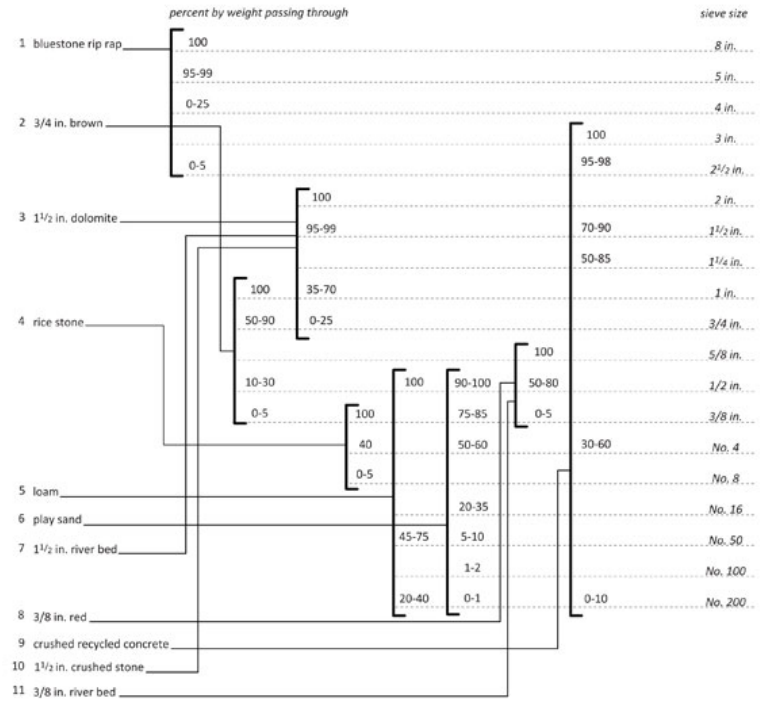 percent by weight passing through sieve size
1 bluestone rip rap 100 8 in.
95-99 5 in.
0-25 4 in.
2 3/4 in. brown 100 3 in.
0-5 95-98 2 1/2 in.
100 2 in.
3 1 1/2 in. dolomite 95-99 70-90 1 1/2 in.
50-85 1 1/4 in.
100 35-70 1 in.
4 rice stone 50-90 0-25 3/4 in.
100 5/8 in.
10-30 100 90-100 50-80 1/2 in.
0-5 100 75-85 0-5 3/8 in.
40 50-60 30-60 No. 4
0-5 No. 8
5 loam
20-35 No. 16
6 play sand
45-75 5-10 No. 50
7 1 1/2 in. river bed
1-2 No. 100
20-40 0-1 0-10 No. 200
8 3/8 in. red
9 crushed recycled concrete
10 1 1/2 in. crushed stone
11 3/8 in. river bed